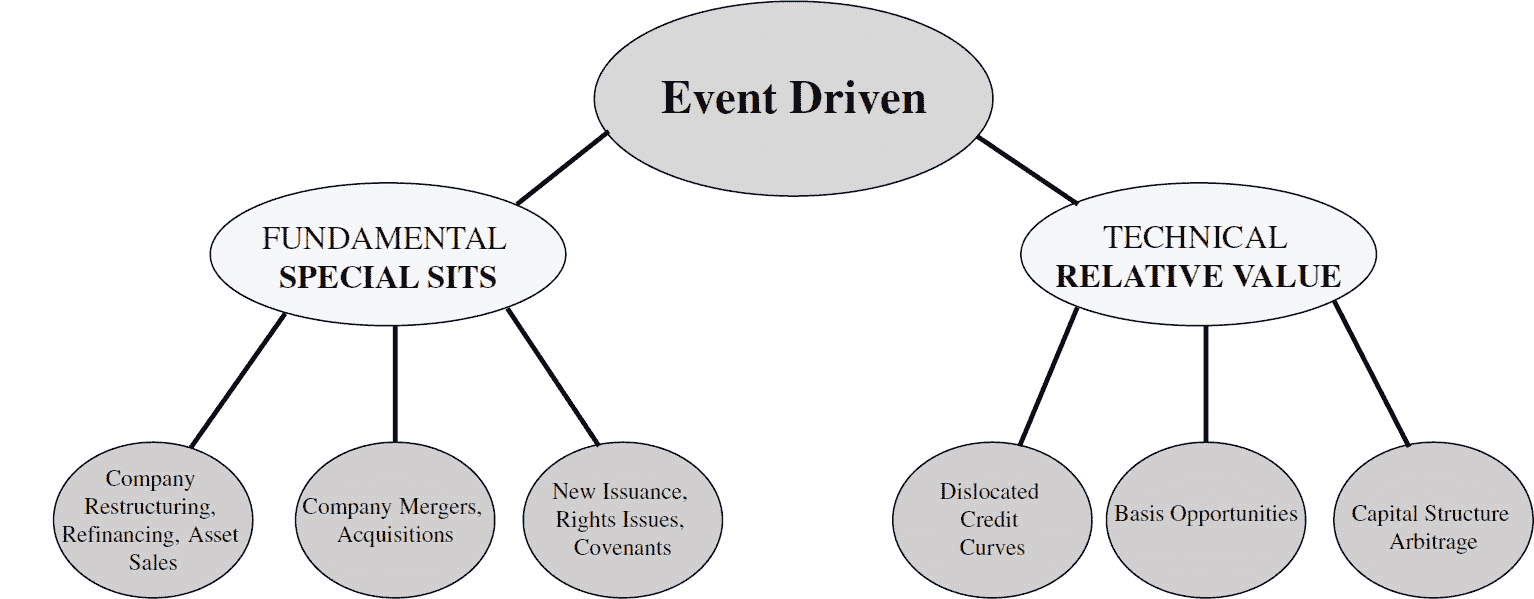 Event Driven
FUNDAMENTAL
SPECIAL SITS
TECHNICAL
RELATIVE VALUE
Company
Restructuring,
Refinancing, Asset
Sales
Company Mergers,
Acquisitions
New Issuance,
Rights Issues,
Covenants
Dislocated
Credit
Curves
Basis Opportunities
Capital Structure
Arbitrage